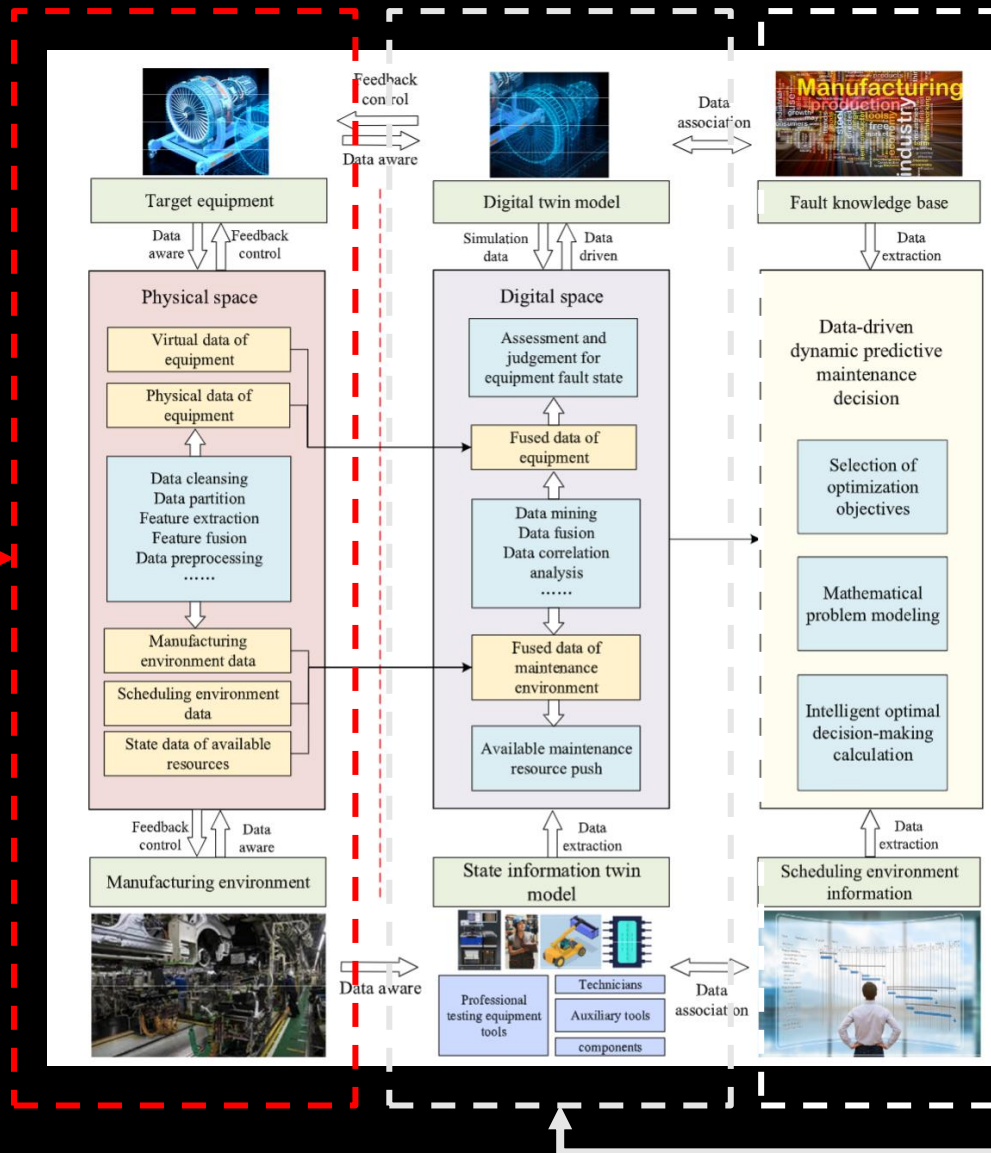 Feedback
control
Data aware
Data
association
Manufacturing
production
industry
tools
free
economy
products
growth
Target equipment
Digital twin model
Fault knowledge base
Data
aware
Feedback
control
Simulation
data
Data
driven
Data
extraction
Physical space
Virtual data of
equipment
Physical data of
equipment
Data cleansing
Data partition
Feature extraction
Feature fusion
Data preprocessing
……
Manufacturing
environment data
Scheduling environment
data
State data of available
resources
Digital space
Assessment and
judgement for
equipment fault state
Fused data of
equipment
Data mining
Data fusion
Data correlation
analysis
……
Fused data of
maintenance
environment
Available maintenance
resource push
Data-driven
dynamic predictive
maintenance
decision
Selection of
optimization
objectives
Mathematical
problem modeling
Intelligent optimal
decision-making
calculation
Feedback
control
Data
aware
Data
extraction
Data
extraction
Manufacturing environment
State information twin
model
Scheduling environment
information
Data aware
Professional
testing equipment
tools
Technicians
Auxiliary tools
components
Data
association